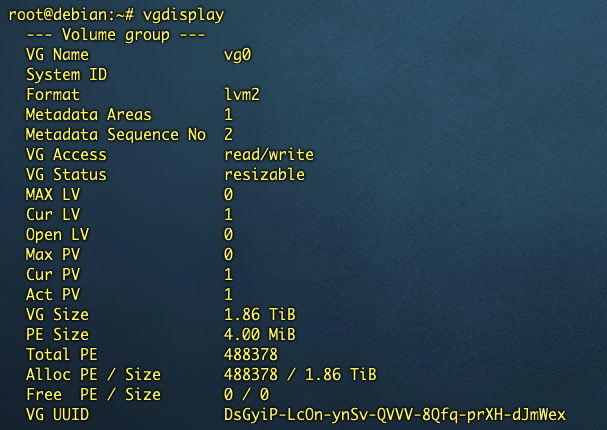 root@debian:~# vgdisplay
  --- Volume group ---
  VG Name               vg0
  System ID
  Format                lvm2
  Metadata Areas        1
  Metadata Sequence No  2
  VG Access             read/write
  VG Status             resizable
  MAX LV                0
  Cur LV                1
  Open LV               0
  Max PV                0
  Cur PV                1
  Act PV                1
  VG Size               1.86 TiB
  PE Size               4.00 MiB
  Total PE              488378
  Alloc PE / Size       488378 / 1.86 TiB
  Free  PE / Size       0 / 0
  VG UUID               DsGyiP-LcOn-ynSv-QVVV-8Qfq-prXH-dJmWex